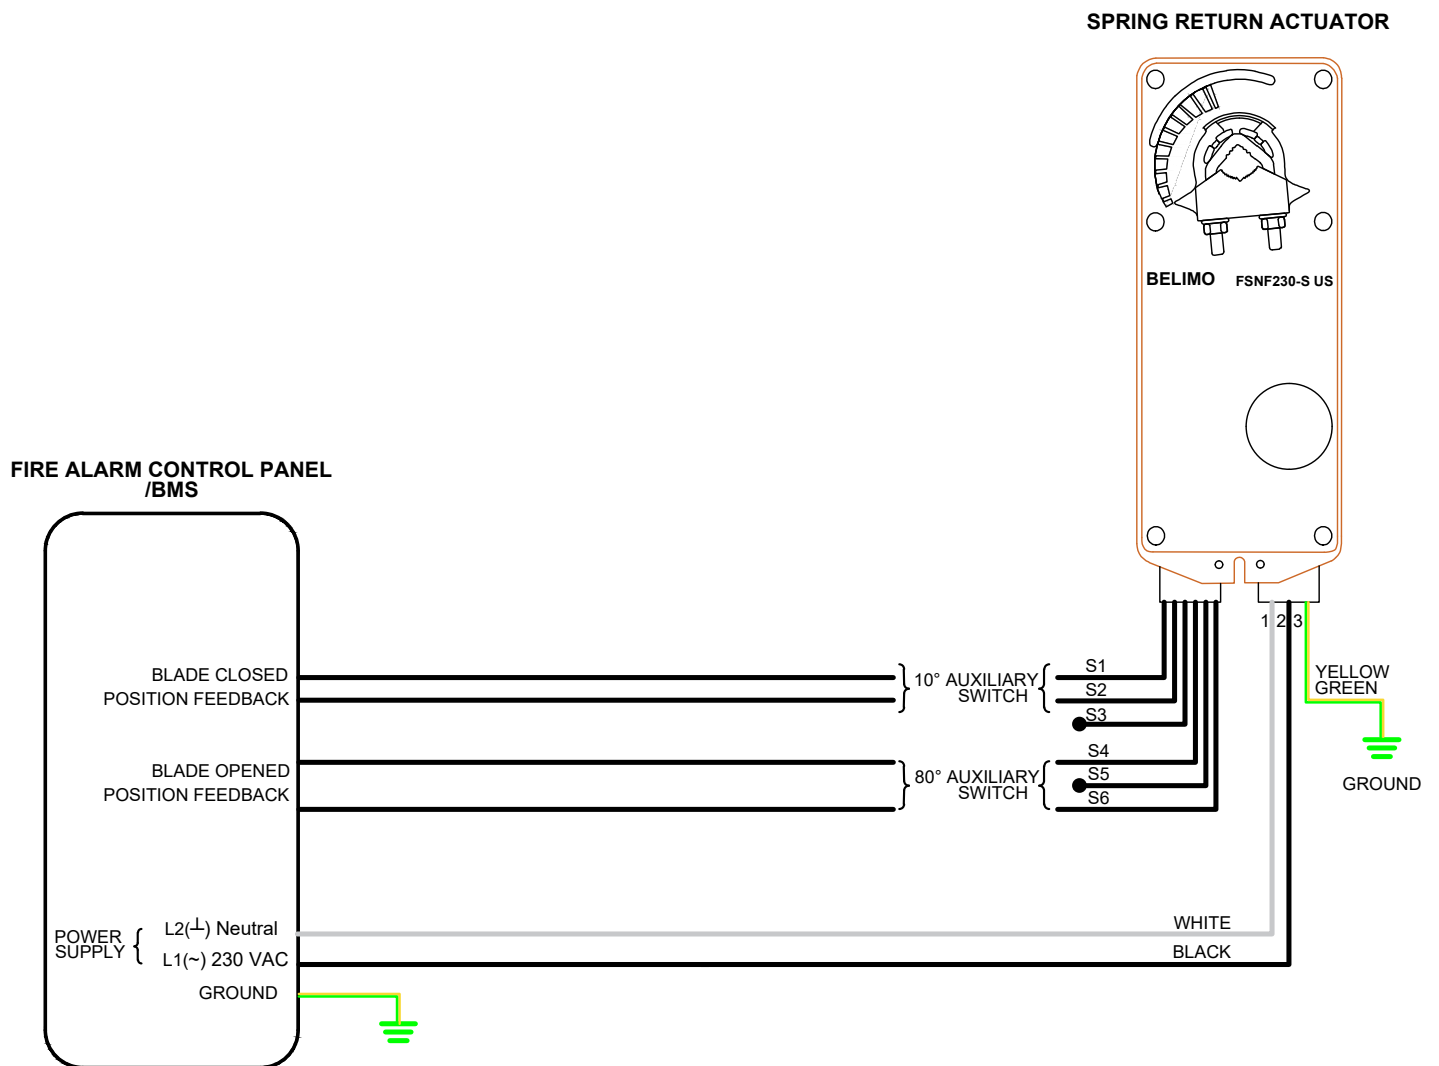 SPRING RETURN ACTUATOR
BELIMO FSNF230-S US
FIRE ALARM CONTROL PANEL
/BMS
1 2 3
BLADE CLOSED
POSITION FEEDBACK
10° AUXILIARY
SWITCH
S1
S2
S3
YELLOW
GREEN
BLADE OPENED
POSITION FEEDBACK
80° AUXILIARY
SWITCH
S4
S5
S6
GROUND
POWER
SUPPLY
L2(┴) Neutral
L1(~) 230 VAC
WHITE
BLACK
GROUND